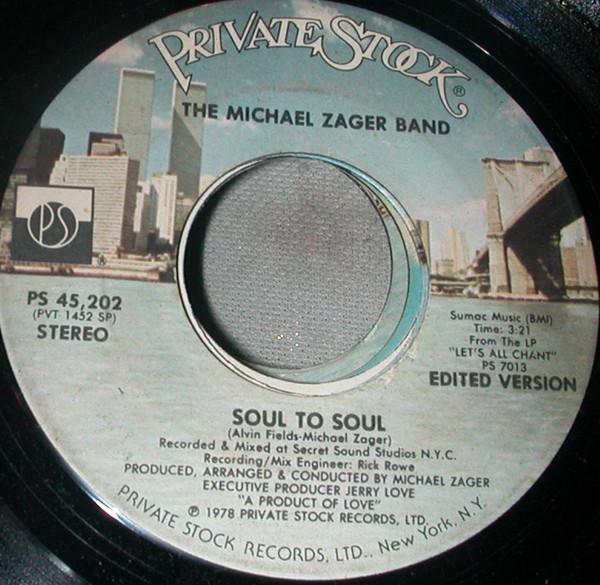 PRIVATE STOCK®
THE MICHAEL ZAGER BAND
PS
®
PS 45,202
(PVT 1452 SP)
STEREO
Sumac Music (BMI)
Time: 3:21
From The LP
"LET'S ALL CHANT"
PS 7013
EDITED VERSION
SOUL TO SOUL
(Alvin Fields-Michael Zager)
Recorded & Mixed at Secret Sound Studios N.Y.C.
Recording/Mix Engineer: Rick Rowe
PRODUCED, ARRANGED & CONDUCTED BY MICHAEL ZAGER
EXECUTIVE PRODUCER JERRY LOVE
"A PRODUCT OF LOVE"
℗ 1978 PRIVATE STOCK RECORDS, LTD.
PRIVATE STOCK RECORDS, LTD., New York, N.Y.